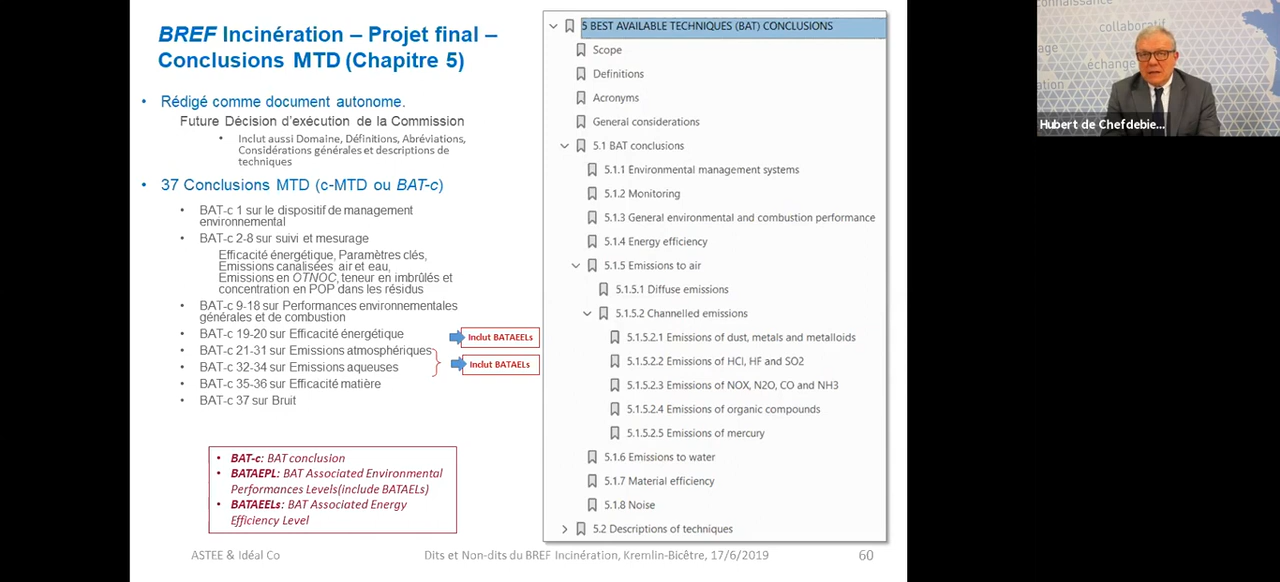 BREF Incinération – Projet final –
Conclusions MTD (Chapitre 5)
• Rédigé comme document autonome.
Future Décision d'exécution de la Commission
• Inclut aussi Domaine, Définitions, Abréviations,
Considérations générales et descriptions de
techniques
• 37 Conclusions MTD (c-MTD ou BAT-c)
• BAT-c 1 sur le dispositif de management
environnemental
• BAT-c 2-8 sur suivi et mesurage
Efficacité énergétique, Paramètres clés,
Emissions canalisées air et eau,
Emissions en OTNOC, teneur en imbrûlés et
concentration en POP dans les résidus
• BAT-c 9-18 sur Performances environnementales
générales et de combustion
• BAT-c 19-20 sur Efficacité énergétique
• BAT-c 21-31 sur Emissions atmosphériques
• BAT-c 32-34 sur Emissions aqueuses
• BAT-c 35-36 sur Efficacité matière
• BAT-c 37 sur Bruit
Inclut BATAEELs
Inclut BATAELs
• BAT-c: BAT conclusion
• BATAEPL: BAT Associated Environmental
Performances Levels(include BATAELs)
• BATAEELs: BAT Associated Energy
Efficiency Level
5 BEST AVAILABLE TECHNIQUES (BAT) CONCLUSIONS
Scope
Definitions
Acronyms
General considerations
5.1 BAT conclusions
5.1.1 Environmental management systems
5.1.2 Monitoring
5.1.3 General environmental and combustion performance
5.1.4 Energy efficiency
5.1.5 Emissions to air
5.1.5.1 Diffuse emissions
5.1.5.2 Channelled emissions
5.1.5.2.1 Emissions of dust, metals and metalloids
5.1.5.2.2 Emissions of HCl, HF and SO2
5.1.5.2.3 Emissions of NOX, N2O, CO and NH3
5.1.5.2.4 Emissions of organic compounds
5.1.5.2.5 Emissions of mercury
5.1.6 Emissions to water
5.1.7 Material efficiency
5.1.8 Noise
5.2 Descriptions of techniques
ASTEE & Idéal Co
Dits et Non-dits du BREF Incinération, Kremlin-Bicêtre, 17/6/2019
60
collaboratif
échange
Hubert de Chefdebie...